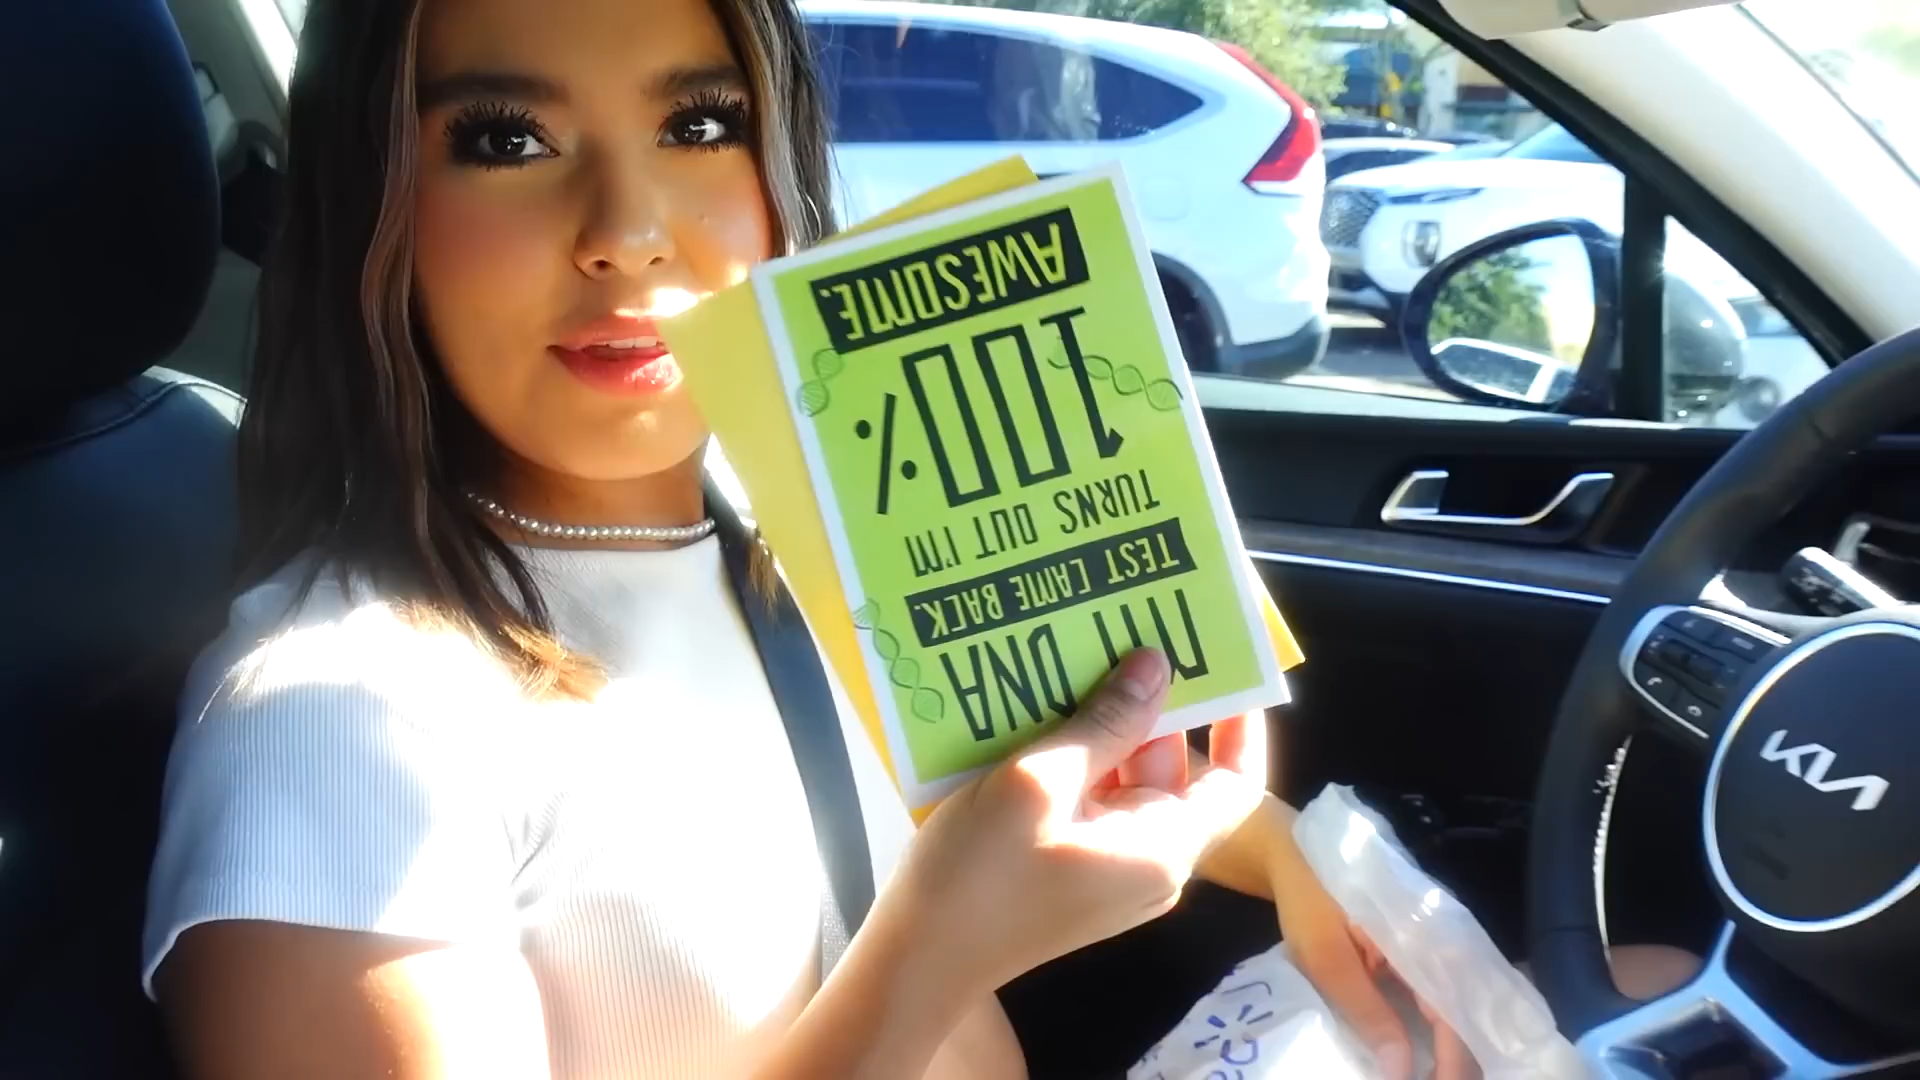 MY DNA
TEST CAME BACK.
TURNS OUT I'M
100%
AWESOME.
KIA